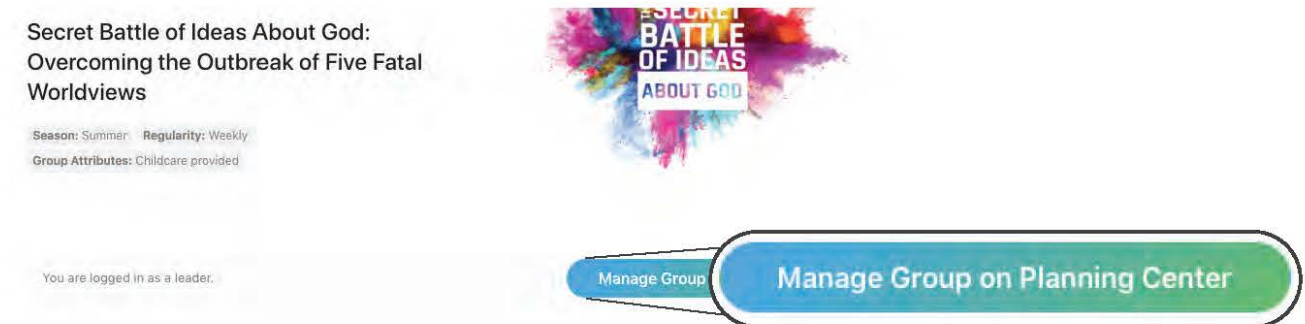 Secret Battle of Ideas About God:
Overcoming the Outbreak of Five Fatal
Worldviews
Season: Summer Regularity: Weekly
Group Attributes: Childcare provided
SECRET
BATTLE
OF IDEAS
ABOUT GOD
You are logged in as a leader.
Manage Group
Manage Group on Planning Center